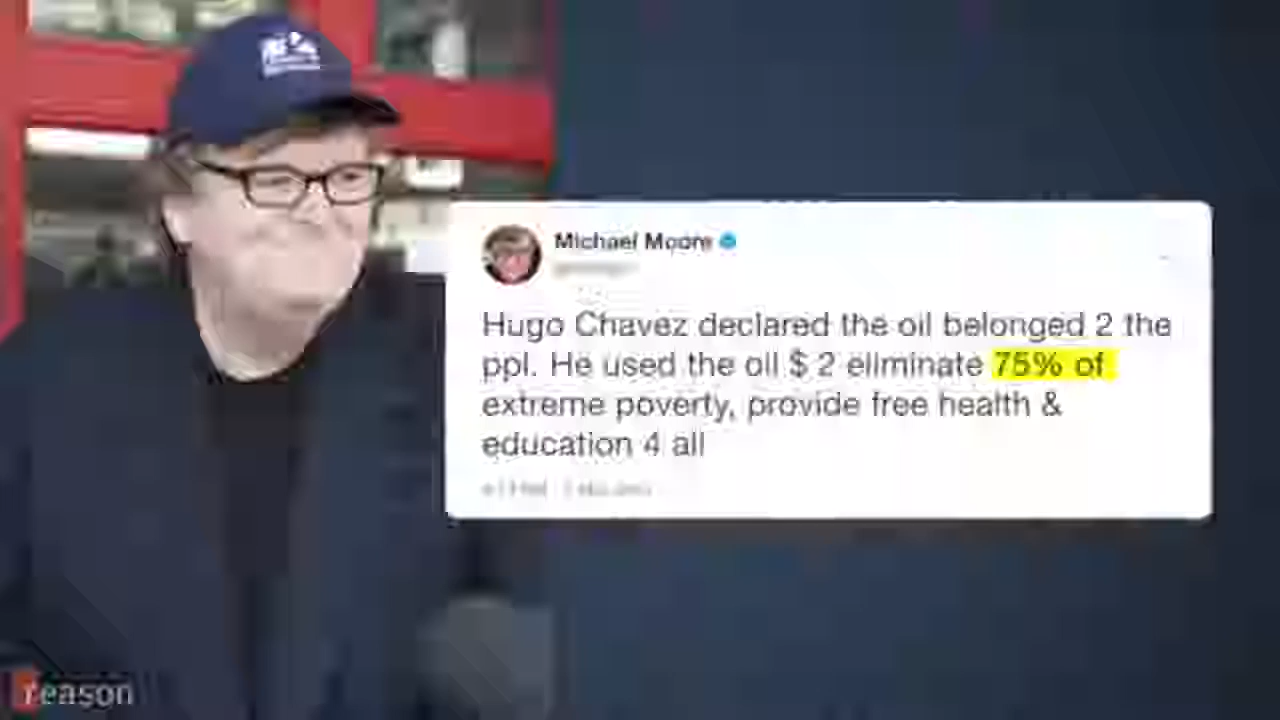 Michael Moore
Hugo Chavez declared the oil belonged 2 the
ppl. He used the oil $ 2 eliminate 75% of
extreme poverty, provide free health &
education 4 all
reason